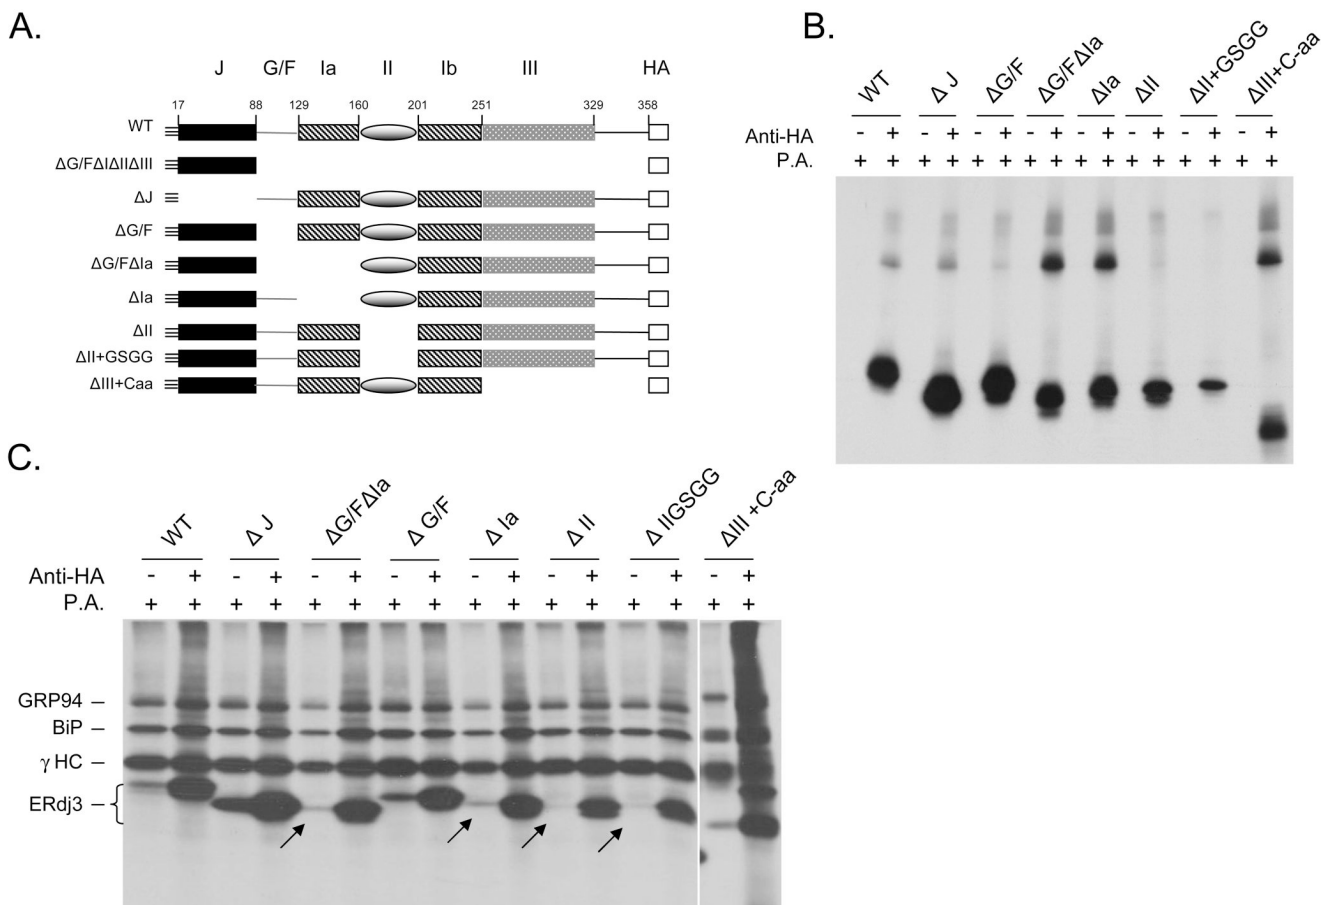 A.
J G/F Ia II Ib III HA
17 88 129 160 201 251 329 358
WT
ΔG/FΔIΔIIΔIII
ΔJ
ΔG/F
ΔG/FΔIa
ΔIa
ΔII
ΔII+GSGG
ΔIII+Caa
B.
WT Δ J ΔG/F ΔG/FΔIa ΔIa ΔII ΔII+GSGG ΔIII+C-aa
Anti-HA - + - + - + - + - + - + - + - +
P.A. + + + + + + + + + + + + + + + +
C.
WT Δ J ΔG/FΔIa Δ G/F Δ Ia Δ II Δ IIGSGG ΔIII +C-aa
Anti-HA - + - + - + - + - + - + - + - +
P.A. + + + + + + + + + + + + + + + +
GRP94 –
BiP –
γ HC –
ERdj3 –